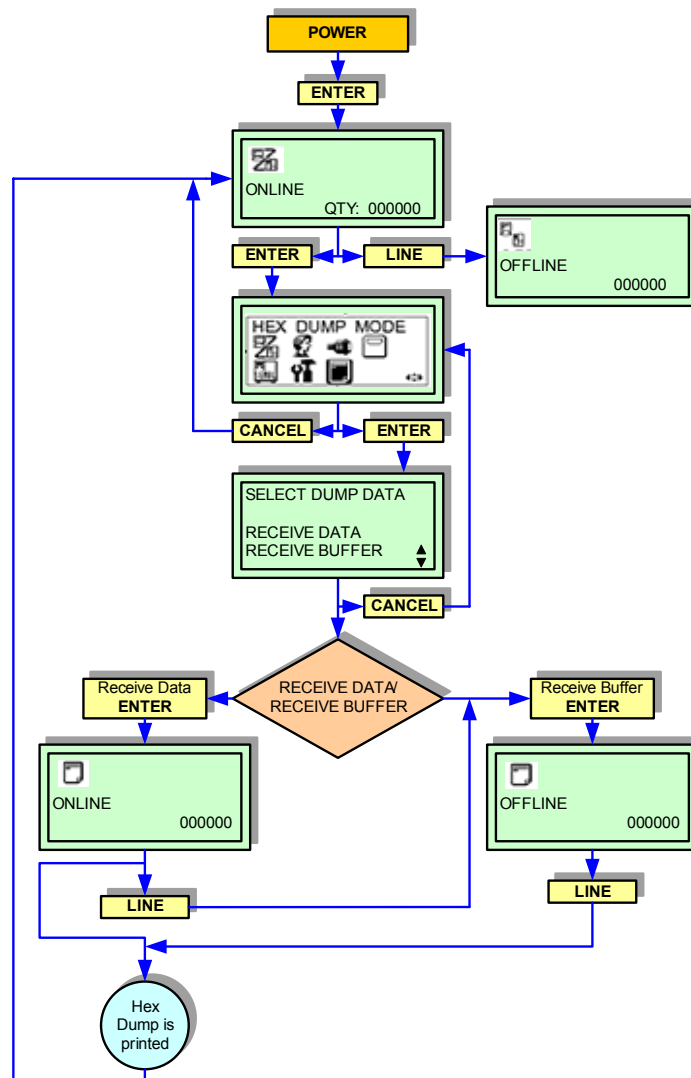 POWER
ENTER
ONLINE
QTY: 000000
ENTER
LINE
OFFLINE
000000
HEX DUMP MODE
CANCEL
ENTER
SELECT DUMP DATA
RECEIVE DATA
RECEIVE BUFFER
CANCEL
RECEIVE DATA/
RECEIVE BUFFER
Receive Data
ENTER
Receive Buffer
ENTER
ONLINE
000000
OFFLINE
000000
LINE
LINE
Hex
Dump is
printed